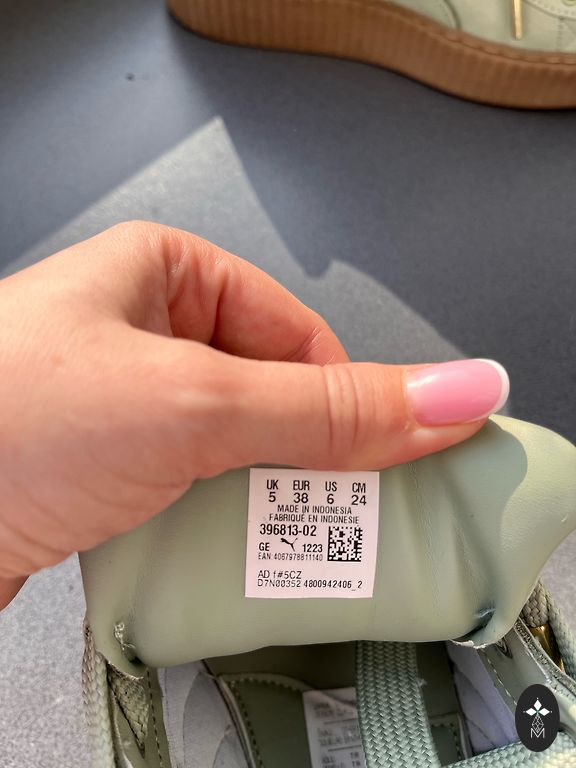 UK EUR US CM
5 38 6 24
MADE IN INDONESIA
FABRIQUÉ EN INDONESIE
396813-02
GE 1223
EAN 4067978811140
AD f#5CZ
D7N00352 4800942406_2